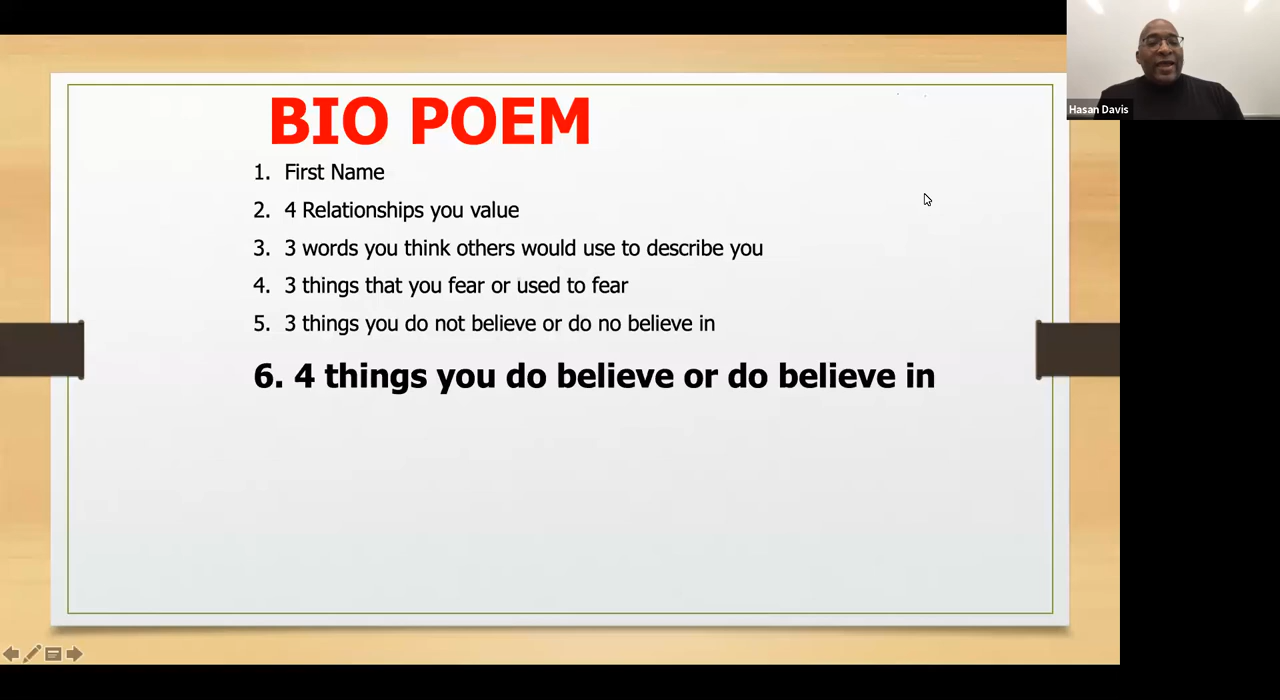 BIO POEM
1. First Name
2. 4 Relationships you value
3. 3 words you think others would use to describe you
4. 3 things that you fear or used to fear
5. 3 things you do not believe or do no believe in
6. 4 things you do believe or do believe in
Hasan Davis